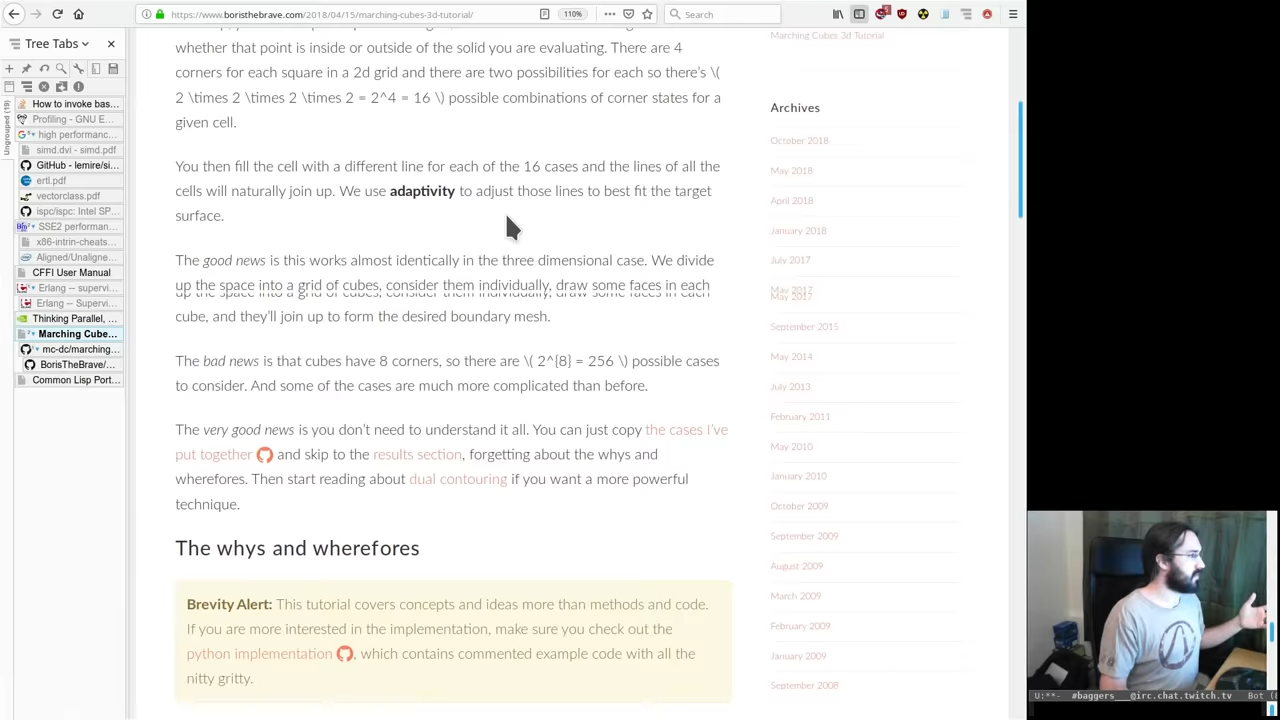 https://www.boristhebrave.com/2018/04/15/marching-cubes-3d-tutorial/
110%
Search
Tree Tabs
Ungrouped (19)
How to invoke bas...
Profiling - GNU E...
high performanc...
simd.dvi - simd.pdf
GitHub - lemire/si...
ertl.pdf
vectorclass.pdf
ispc/ispc: Intel SP...
SSE2 performan...
x86-intrin-cheats...
Aligned/Unaligne...
CFFI User Manual
Erlang -- Supervi...
Erlang -- Supervi...
Thinking Parallel, ...
Marching Cube...
mc-dc/marching...
BorisTheBrave/...
Common Lisp Port...
whether that point is inside or outside of the solid you are evaluating. There are 4
corners for each square in a 2d grid and there are two possibilities for each so there's \(
2 \times 2 \times 2 \times 2 = 2^4 = 16 \) possible combinations of corner states for a
given cell.
You then fill the cell with a different line for each of the 16 cases and the lines of all the
cells will naturally join up. We use adaptivity to adjust those lines to best fit the target
surface.
The good news is this works almost identically in the three dimensional case. We divide
up the space into a grid of cubes, consider them individually, draw some faces in each
cube, and they'll join up to form the desired boundary mesh.
The bad news is that cubes have 8 corners, so there are \( 2^{8} = 256 \) possible cases
to consider. And some of the cases are much more complicated than before.
The very good news is you don't need to understand it all. You can just copy the cases I've
put together and skip to the results section, forgetting about the whys and
wherefores. Then start reading about dual contouring if you want a more powerful
technique.
The whys and wherefores
Brevity Alert: This tutorial covers concepts and ideas more than methods and code.
If you are more interested in the implementation, make sure you check out the
python implementation , which contains commented example code with all the
nitty gritty.
Marching Cubes 3d Tutorial
Archives
October 2018
May 2018
April 2018
January 2018
July 2017
May 2017
May 2017
September 2015
May 2014
July 2013
February 2011
May 2010
January 2010
October 2009
September 2009
August 2009
March 2009
February 2009
January 2009
September 2008
U:**- #baggers___@irc.chat.twitch.tv Bot (